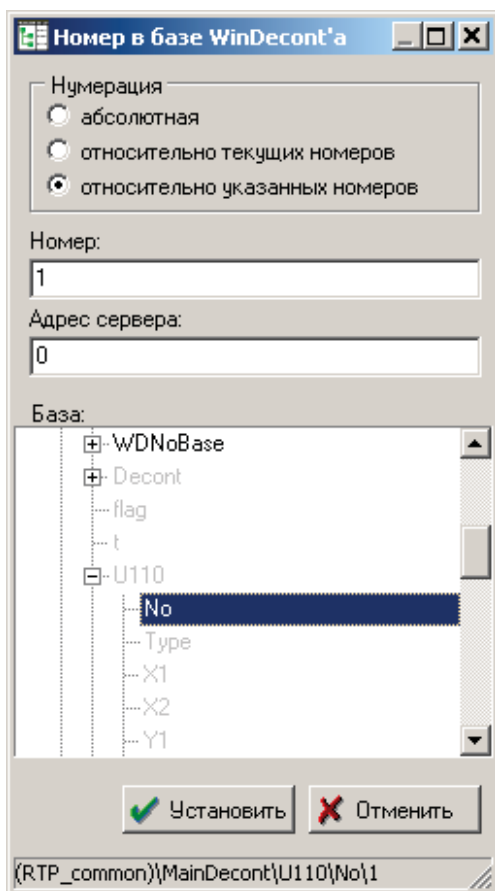 Номер в базе WinDecont'a
Нумерация
абсолютная
относительно текущих номеров
относительно указанных номеров
Номер:
1
Адрес сервера:
0
База:
WDNoBase
Decont
flag
t
U110
No
Type
X1
X2
Y1
Установить
Отменить
(RTP_common)\MainDecont\U110\No\1